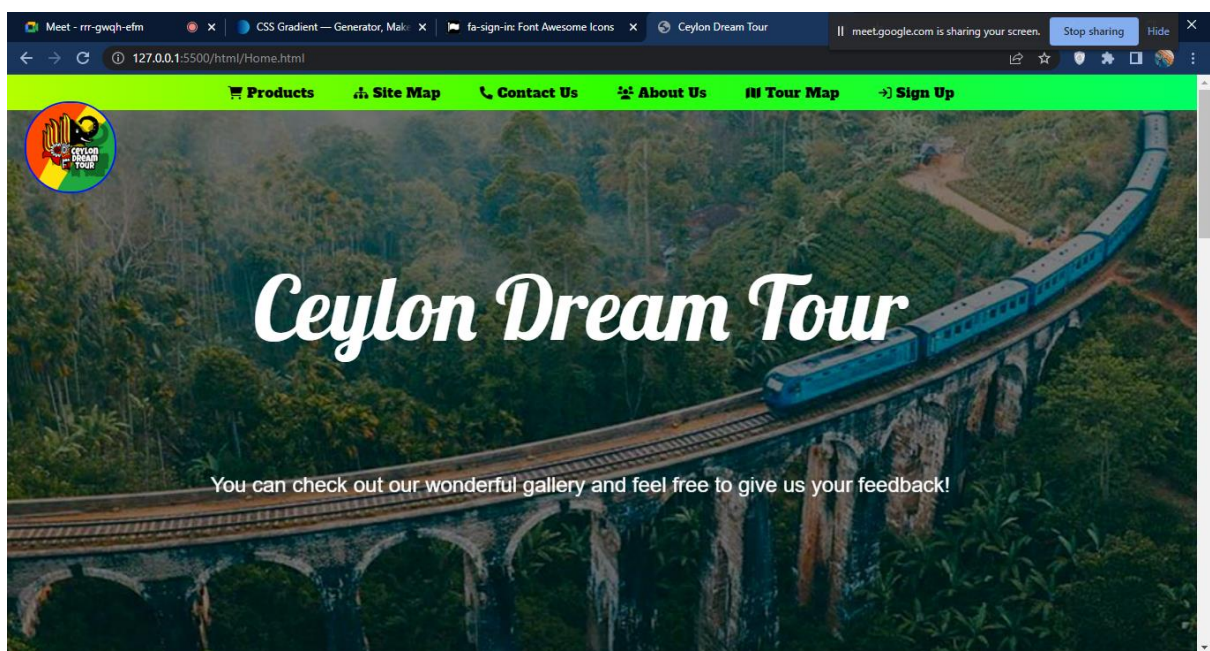 Meet - rrr-gwqh-efm
CSS Gradient — Generator, Make
fa-sign-in: Font Awesome Icons
Ceylon Dream Tour
meet.google.com is sharing your screen.
Stop sharing
Hide
127.0.0.1:5500/html/Home.html
Products
Site Map
Contact Us
About Us
Tour Map
Sign Up
CEYLON
DREAM
TOUR
Ceylon Dream Tour
You can check out our wonderful gallery and feel free to give us your feedback!